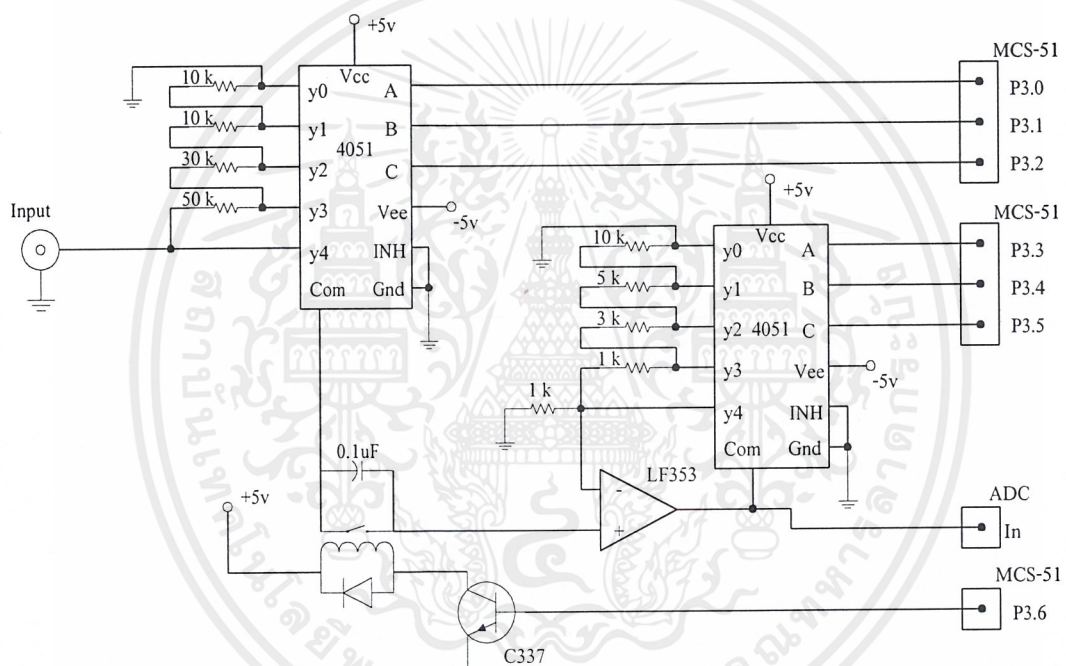 +5v
MCS-51
10 k
y0
Vcc
A
P3.0
10 k
y1
B
P3.1
4051
30 k
y2
C
P3.2
50 k
y3
Vee
-5v
+5v
MCS-51
Input
y4
INH
Com
Gnd
10 k
y0
Vcc
A
P3.3
5 k
y1
B
P3.4
3 k
y2
4051
C
P3.5
1 k
y3
Vee
-5v
1 k
y4
INH
Com
Gnd
0.1uF
LF353
+5v
-
+
ADC
In
MCS-51
P3.6
C337